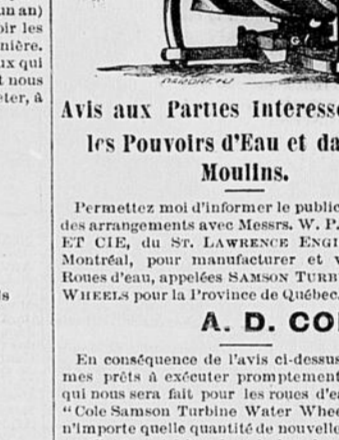 un an)
oir les
nière.
ux qui
t nous
eter, à
Avis aux Parties Interesse
les Pouvoirs d'Eau et da
Moulins.
Permettez moi d'informer le public
des arrangements avec Messrs. W. P.
ET CIE, du ST. LAWRENCE ENGI
Montréal, pour manufacturer et v
Roues d'eau, appelées SAMSON TURB
WHEELS pour la Province de Québec.
ls
A. D. CO
En conséquence de l'avis ci-dessus
mes prêts à exécuter promptement
qui nous sera fait pour les roues d'ea
"Cole Samson Turbine Water Whee
n'importe quelle quantité de nouvelle